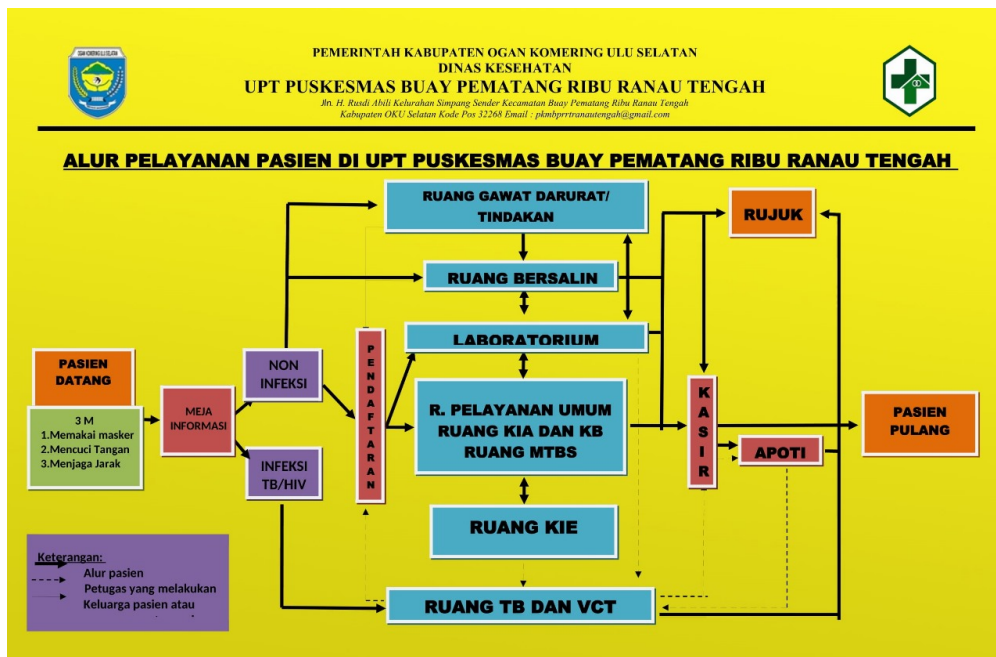 PEMERINTAH KABUPATEN OGAN KOMERING ULU SELATAN
DINAS KESEHATAN
UPT PUSKESMAS BUAY PEMATANG RIBU RANAU TENGAH
Jln. H. Rusdi Abili Kelurahan Simpang Sender Kecamatan Buay Pematang Ribu Ranau Tengah
Kabupaten OKU Selatan Kode Pos 32268 Email : pkmbprrtranautengah@gmail.com
ALUR PELAYANAN PASIEN DI UPT PUSKESMAS BUAY PEMATANG RIBU RANAU TENGAH
RUANG GAWAT DARURAT/
TINDAKAN
RUJUK
RUANG BERSALIN
LABORATORIUM
PASIEN
DATANG
3 M
1.Memakai masker
2.Mencuci Tangan
3.Menjaga Jarak
MEJA
INFORMASI
NON
INFEKSI
INFEKSI
TB/HIV
PENDAFTARAN
R. PELAYANAN UMUM
RUANG KIA DAN KB
RUANG MTBS
KASIR
APOTI
PASIEN
PULANG
RUANG KIE
RUANG TB DAN VCT
Keterangan:
Alur pasien
Petugas yang melakukan
Keluarga pasien atau